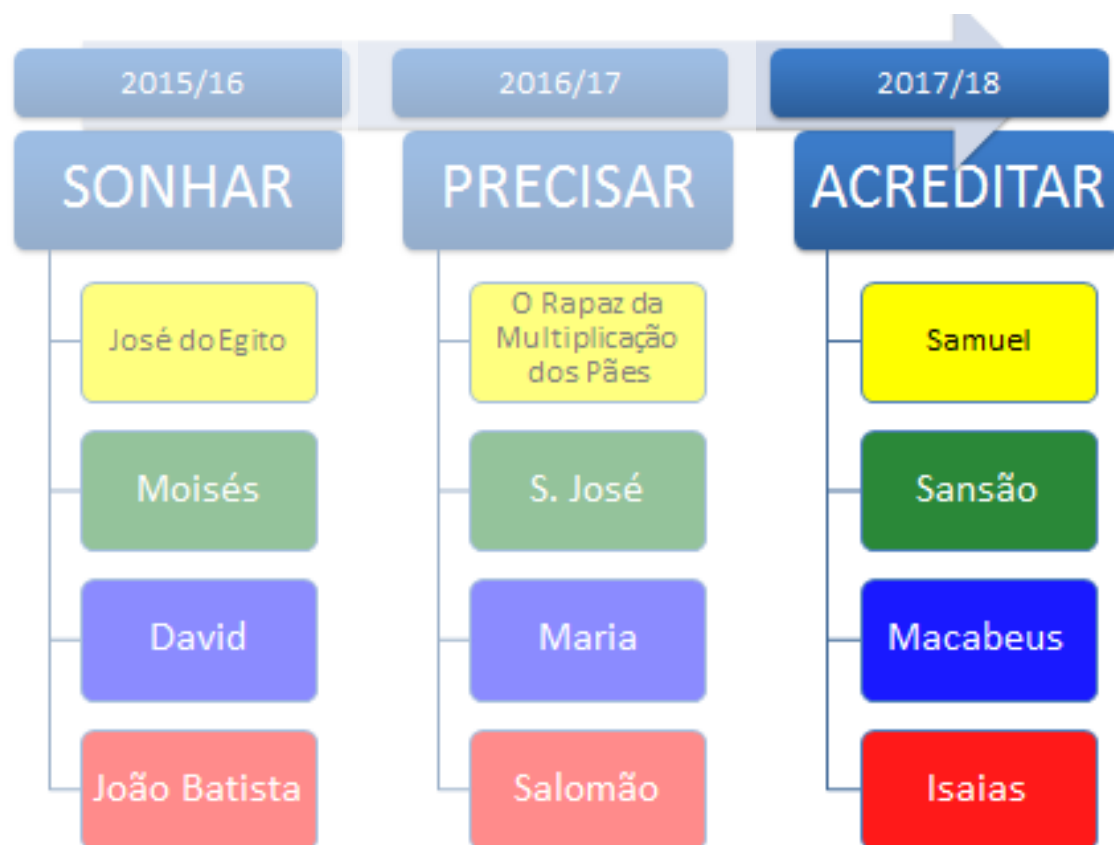 2015/16
2016/17
2017/18
SONHAR
PRECISAR
ACREDITAR
José do Egito
O Rapaz da
Multiplicação
dos Pães
Samuel
Moisés
S. José
Sansão
David
Maria
Macabeus
João Batista
Salomão
Isaias